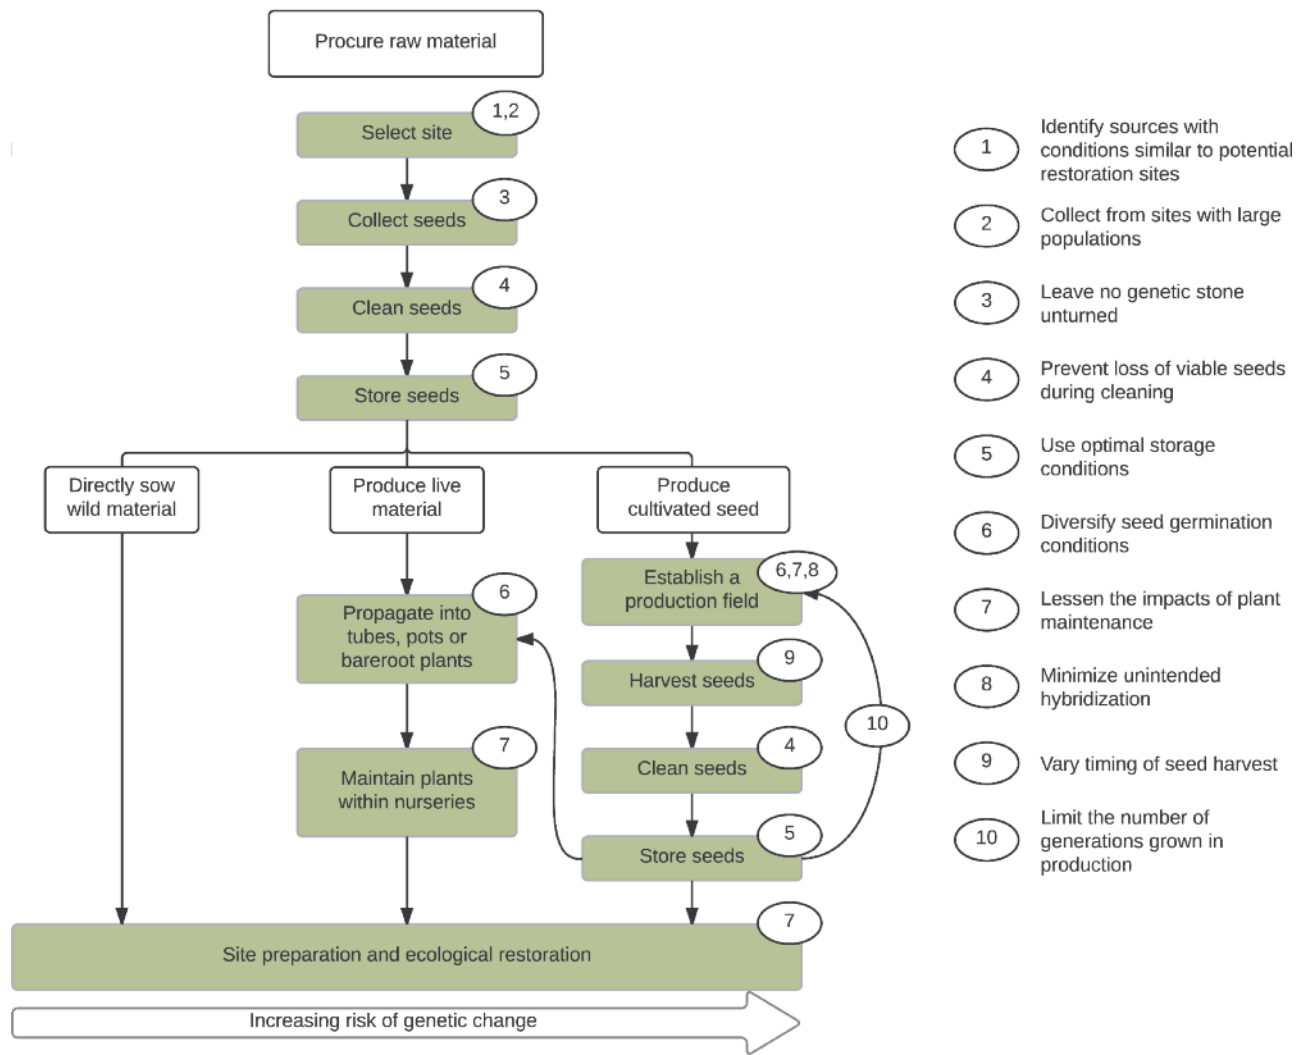 Procure raw material
1,2
Select site
3
Collect seeds
4
Clean seeds
5
Store seeds
Directly sow
wild material
Produce live
material
Produce
cultivated seed
6
Propagate into
tubes, pots or
bareroot plants
7
Maintain plants
within nurseries
6,7,8
Establish a
production field
9
Harvest seeds
4
Clean seeds
5
Store seeds
10
7
Site preparation and ecological restoration
Increasing risk of genetic change
1
Identify sources with
conditions similar to potential
restoration sites
2
Collect from sites with large
populations
3
Leave no genetic stone
unturned
4
Prevent loss of viable seeds
during cleaning
5
Use optimal storage
conditions
6
Diversify seed germination
conditions
7
Lessen the impacts of plant
maintenance
8
Minimize unintended
hybridization
9
Vary timing of seed harvest
10
Limit the number of
generations grown in
production